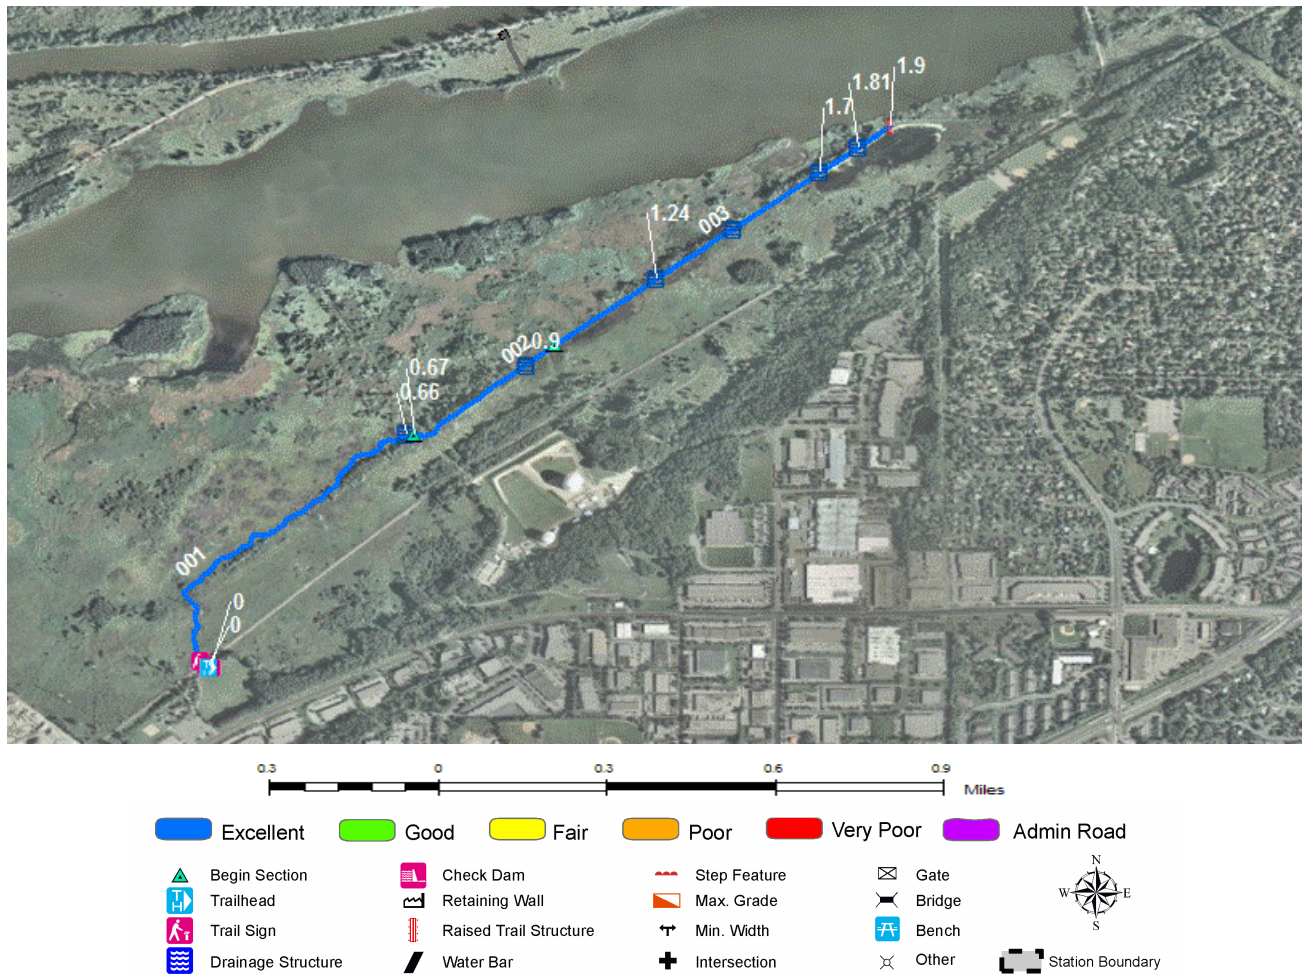 1.9
1.81
1.7
1.24
003
002
0.9
0.67
0.66
001
0
0
0.3 0 0.3 0.6 0.9
Miles
Excellent Good Fair Poor Very Poor Admin Road
Begin Section Check Dam Step Feature Gate
Trailhead Retaining Wall Max. Grade Bridge
Trail Sign Raised Trail Structure Min. Width Bench
Drainage Structure Water Bar Intersection Other Station Boundary
N
W E
S
TH